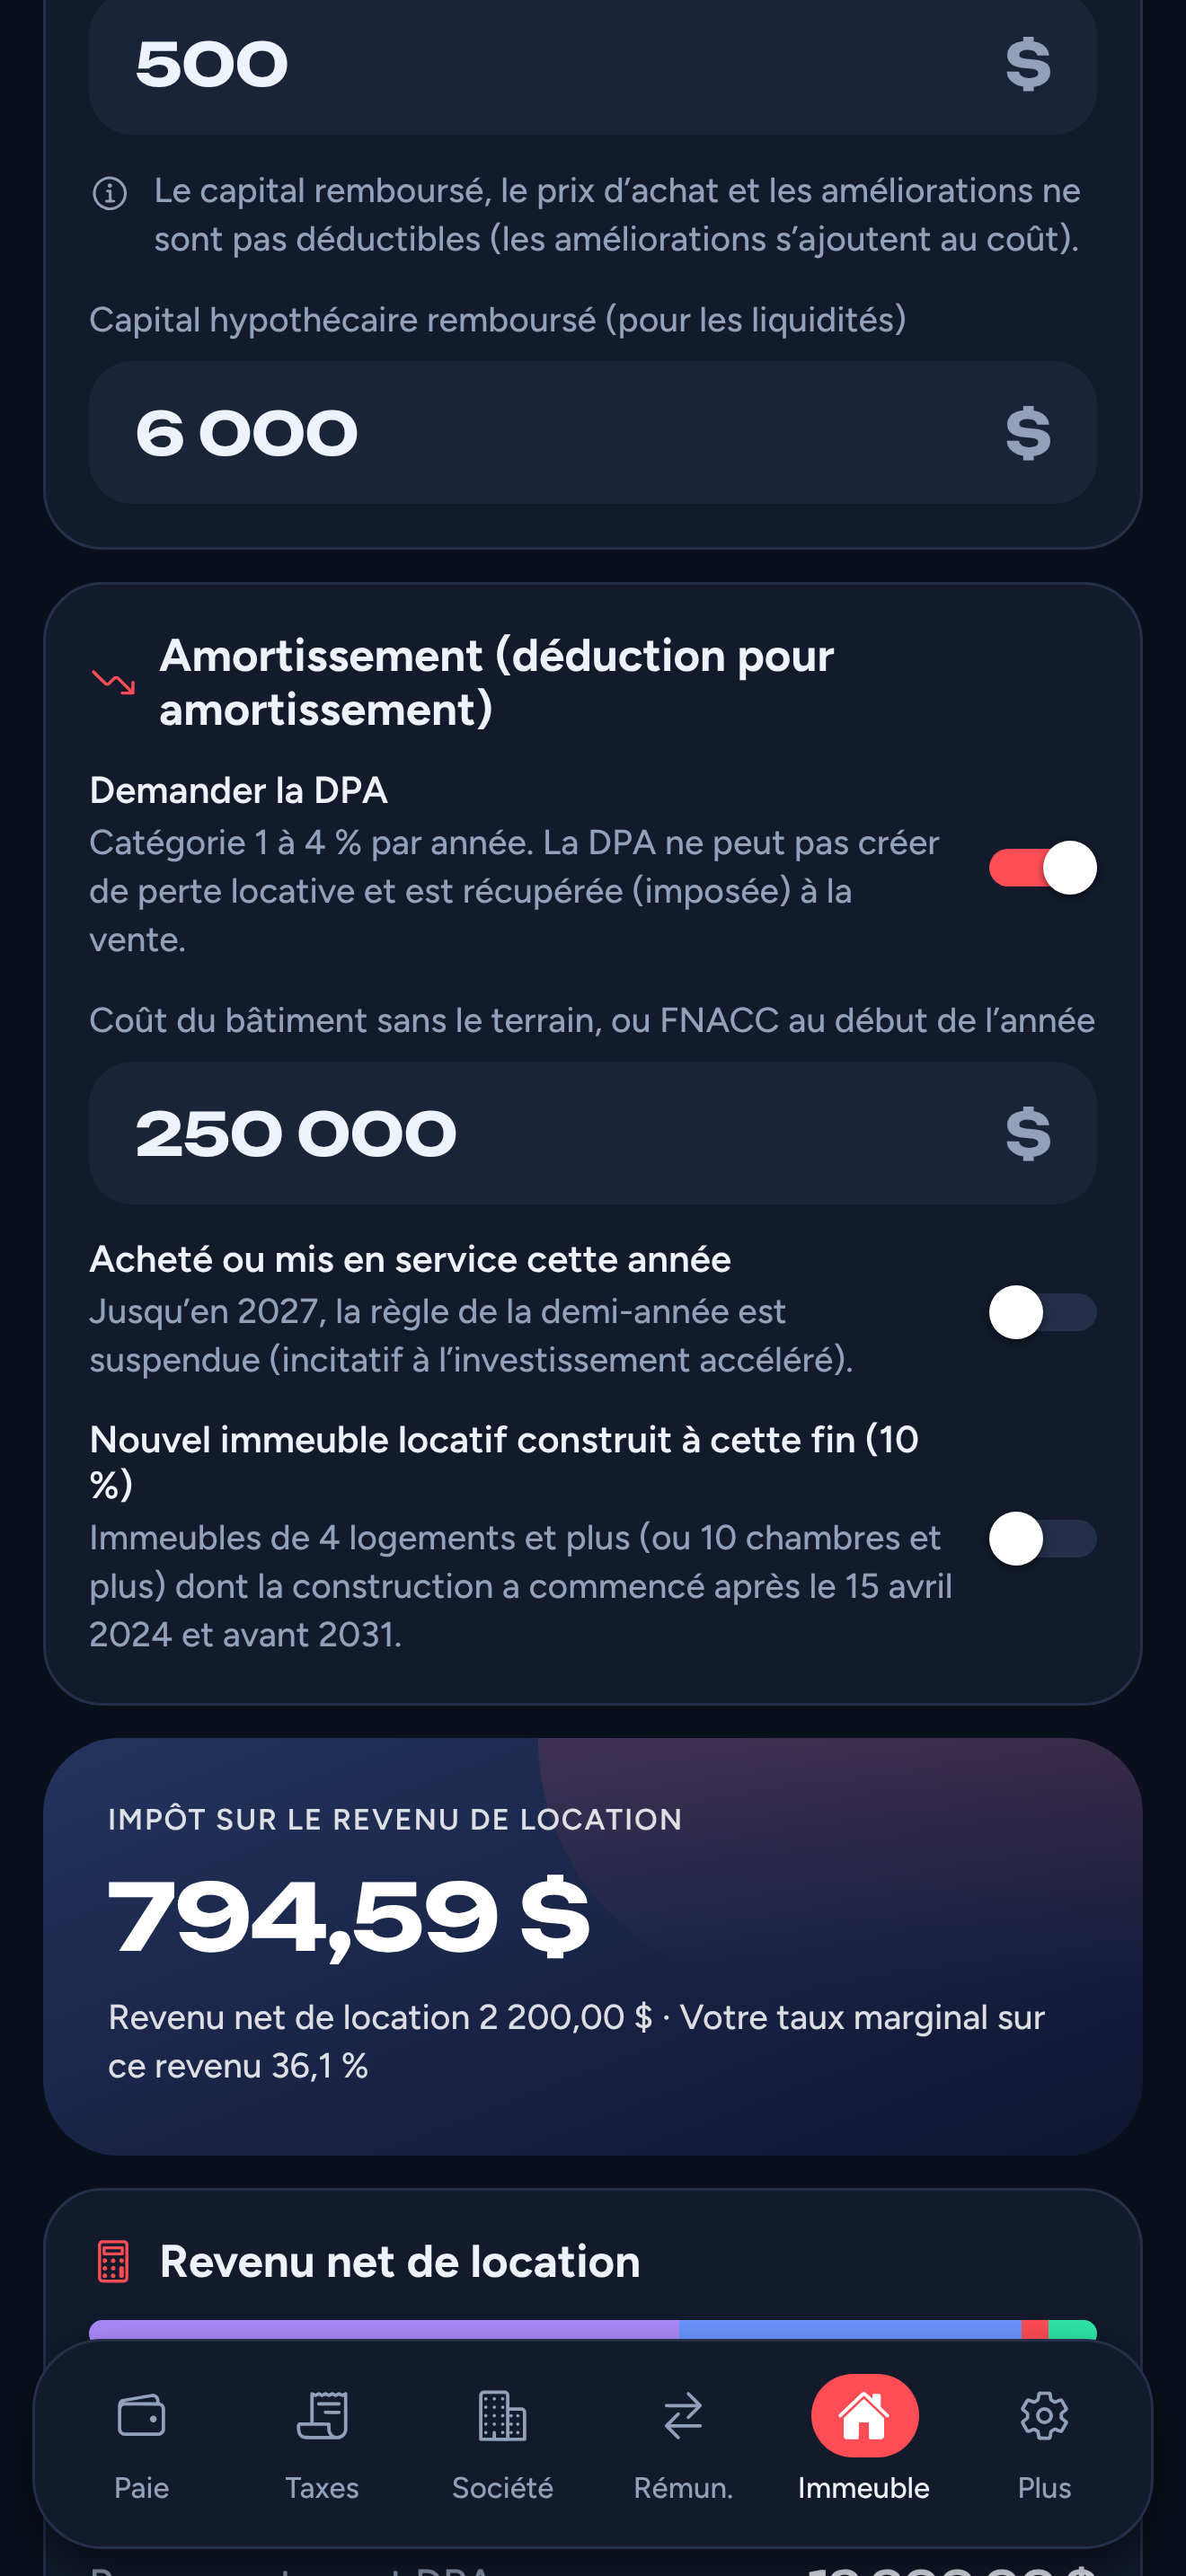 500 $
Le capital remboursé, le prix d’achat et les améliorations ne
sont pas déductibles (les améliorations s’ajoutent au coût).
Capital hypothécaire remboursé (pour les liquidités)
6 000 $
Amortissement (déduction pour
amortissement)
Demander la DPA
Catégorie 1 à 4 % par année. La DPA ne peut pas créer
de perte locative et est récupérée (imposée) à la
vente.
Coût du bâtiment sans le terrain, ou FNACC au début de l’année
250 000 $
Acheté ou mis en service cette année
Jusqu’en 2027, la règle de la demi-année est
suspendue (incitatif à l’investissement accéléré).
Nouvel immeuble locatif construit à cette fin (10
%)
Immeubles de 4 logements et plus (ou 10 chambres et
plus) dont la construction a commencé après le 15 avril
2024 et avant 2031.
IMPÔT SUR LE REVENU DE LOCATION
794,59 $
Revenu net de location 2 200,00 $ · Votre taux marginal sur
ce revenu 36,1 %
Revenu net de location
Paie Taxes Société Rémun. Immeuble Plus